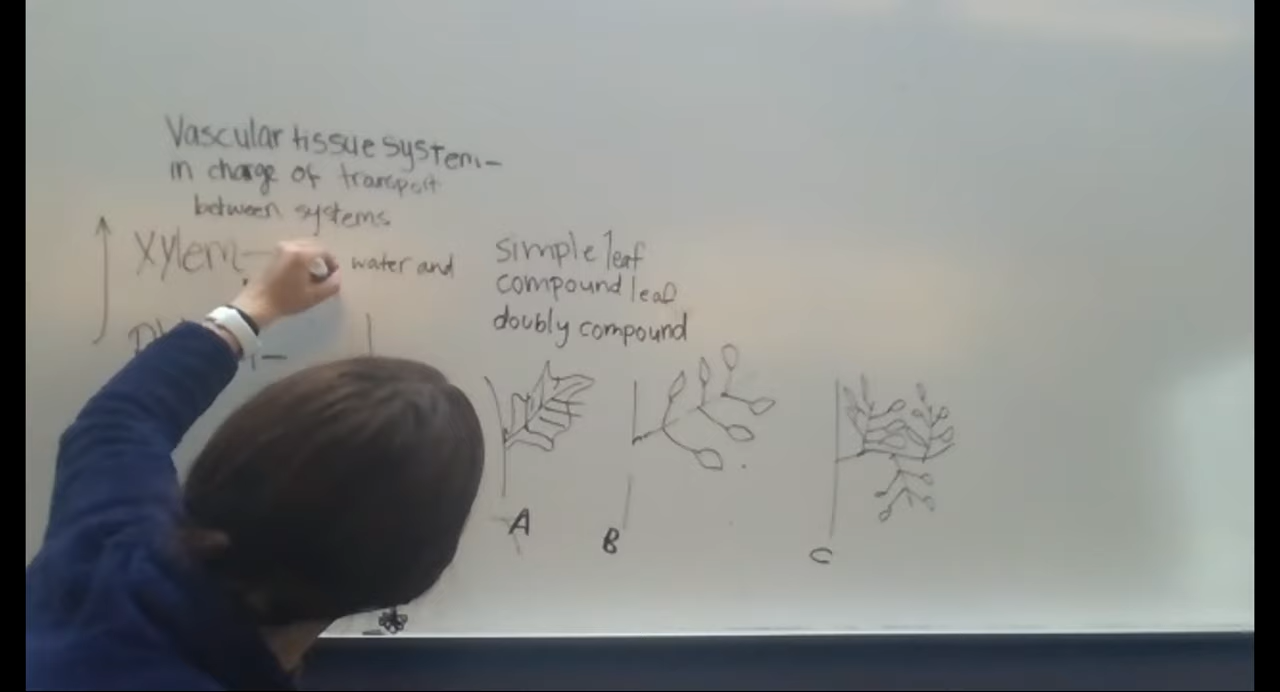 Vascular tissue system-
in charge of transport
between systems
Xylem- water and
simple leaf
compound leaf
doubly compound
A
B
C